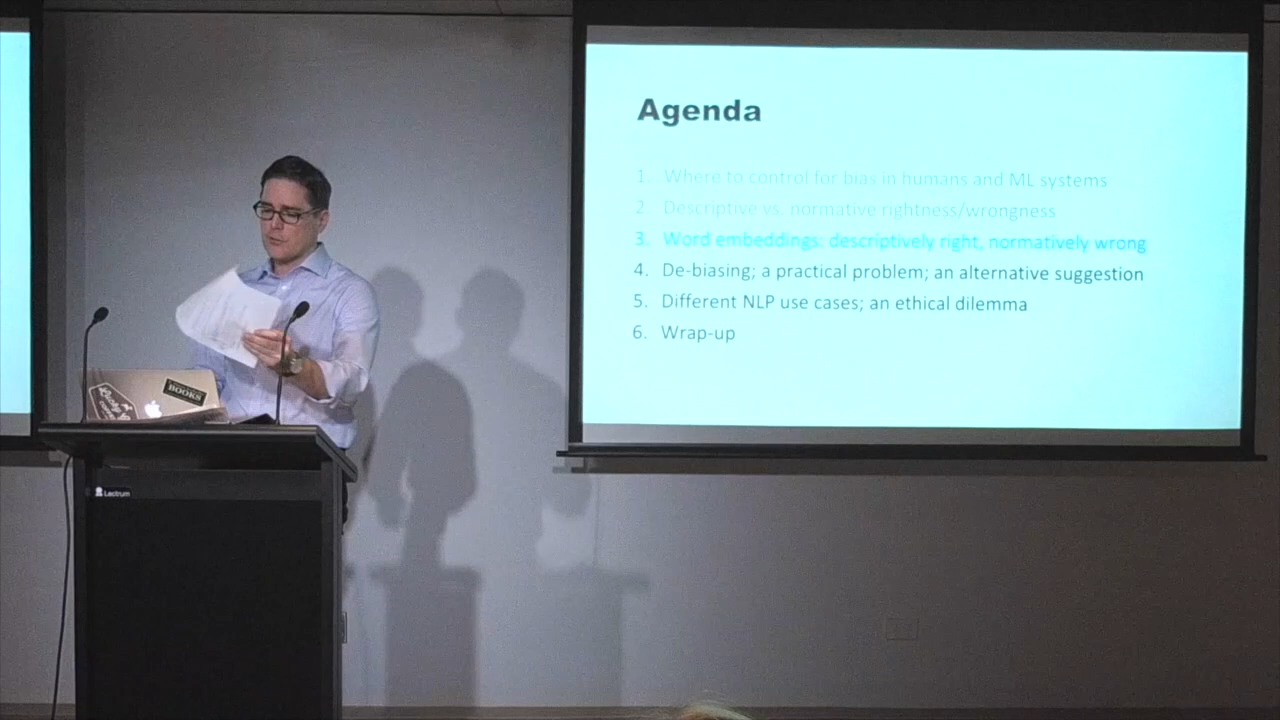 Agenda
1. Where to control for bias in humans and ML systems
2. Descriptive vs. normative rightness/wrongness
3. Word embeddings: descriptively right, normatively wrong
4. De-biasing; a practical problem; an alternative suggestion
5. Different NLP use cases; an ethical dilemma
6. Wrap-up
BOOKS
Lectrum